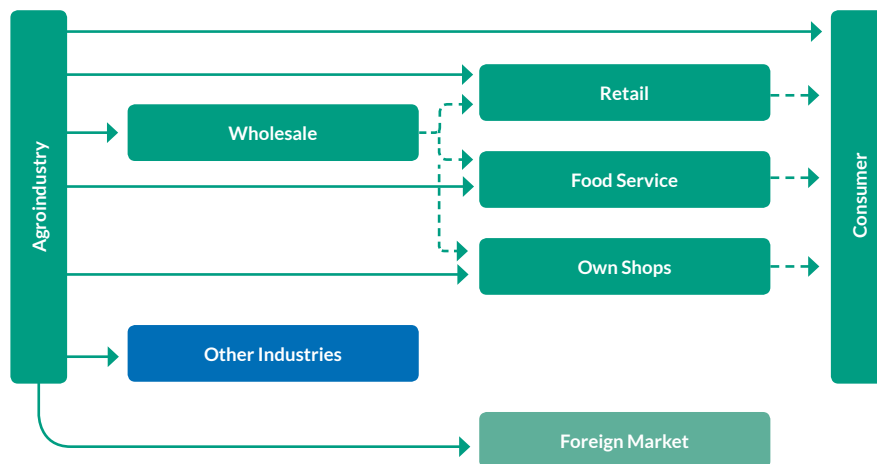 Agroindustry
Wholesale
Retail
Food Service
Own Shops
Other Industries
Foreign Market
Consumer